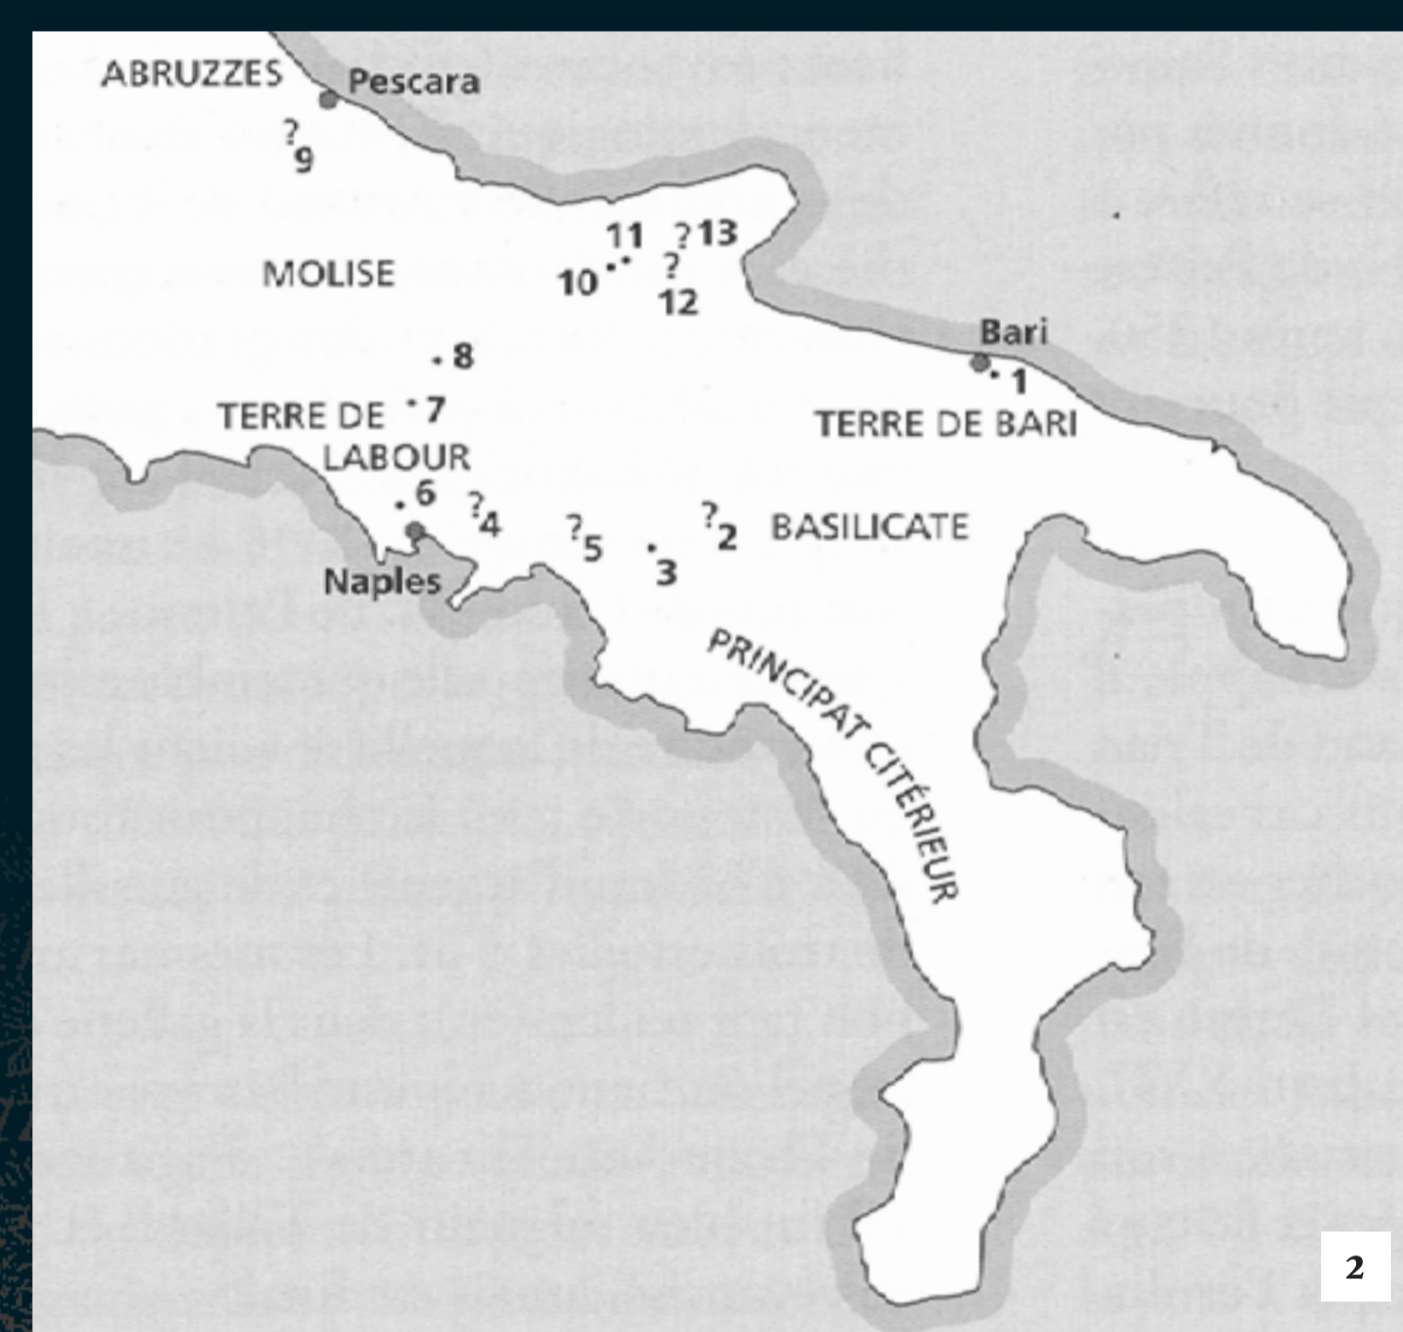 ABRUZZES
Pescara
?
9
11
? 13
MOLISE
10
?
12
Bari
8
1
TERRE DE
7
TERRE DE BARI
LABOUR
6
?
4
?
5
?
2
BASILICATE
3
Naples
PRINCIPAT CITÉRIEUR
2